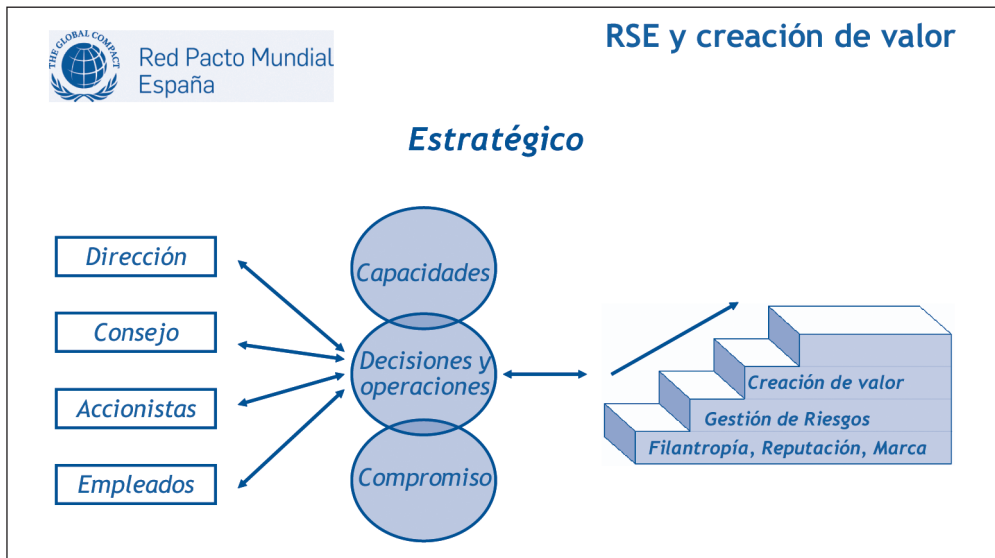 THE GLOBAL COMPACT
Red Pacto Mundial
España
RSE y creación de valor
Estratégico
Dirección
Consejo
Accionistas
Empleados
Capacidades
Decisiones y
operaciones
Compromiso
Creación de valor
Gestión de Riesgos
Filantropía, Reputación, Marca